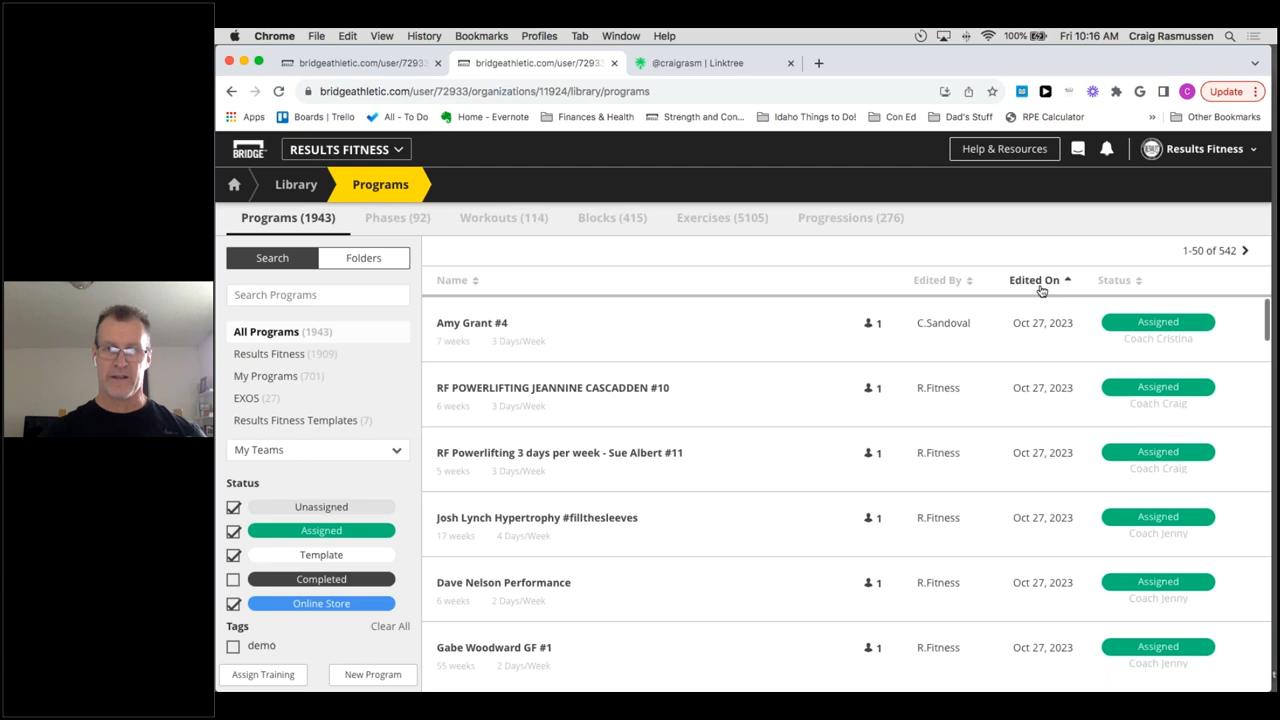 Chrome File Edit View History Bookmarks Profiles Tab Window Help 100% Fri 10:16 AM Craig Rasmussen
bridgeathletic.com/user/72933 bridgeathletic.com/user/72933 @craigrasm | Linktree
bridgeathletic.com/user/72933/organizations/11924/library/programs Update
Apps Boards | Trello All - To Do Home - Evernote Finances & Health Strength and Con... Idaho Things to Do! Con Ed Dad's Stuff RPE Calculator » Other Bookmarks
BRIDGE RESULTS FITNESS Help & Resources Results Fitness
Library Programs
Programs (1943) Phases (92) Workouts (114) Blocks (415) Exercises (5105) Progressions (276)
Search Folders
1-50 of 542
Search Programs
Name Edited By Edited On Status
All Programs (1943)
Results Fitness (1909)
My Programs (701)
EXOS (27)
Results Fitness Templates (7)
My Teams
Status
Unassigned
Assigned
Template
Completed
Online Store
Tags Clear All
demo
Assign Training New Program
Amy Grant #4 1 C.Sandoval Oct 27, 2023 Assigned
7 weeks 3 Days/Week Coach Cristina
RF POWERLIFTING JEANNINE CASCADDEN #10 1 R.Fitness Oct 27, 2023 Assigned
6 weeks 3 Days/Week Coach Craig
RF Powerlifting 3 days per week - Sue Albert #11 1 R.Fitness Oct 27, 2023 Assigned
5 weeks 3 Days/Week Coach Craig
Josh Lynch Hypertrophy #fillthesleeves 1 R.Fitness Oct 27, 2023 Assigned
17 weeks 4 Days/Week Coach Jenny
Dave Nelson Performance 1 R.Fitness Oct 27, 2023 Assigned
6 weeks 2 Days/Week Coach Jenny
Gabe Woodward GF #1 1 R.Fitness Oct 27, 2023 Assigned
55 weeks 2 Days/Week Coach Jenny